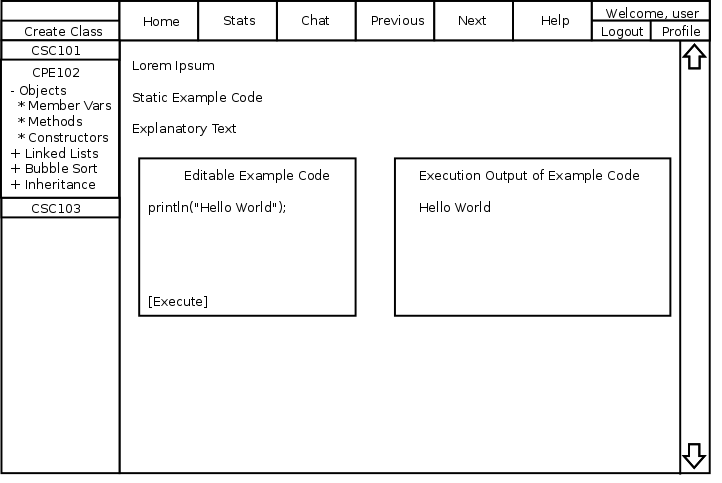 Home
Stats
Chat
Previous
Next
Help
Welcome, user
Logout
Profile
Create Class
CSC101
CPE102
- Objects
* Member Vars
* Methods
* Constructors
+ Linked Lists
+ Bubble Sort
+ Inheritance
CSC103
Lorem Ipsum
Static Example Code
Explanatory Text
Editable Example Code
println("Hello World");
[Execute]
Execution Output of Example Code
Hello World